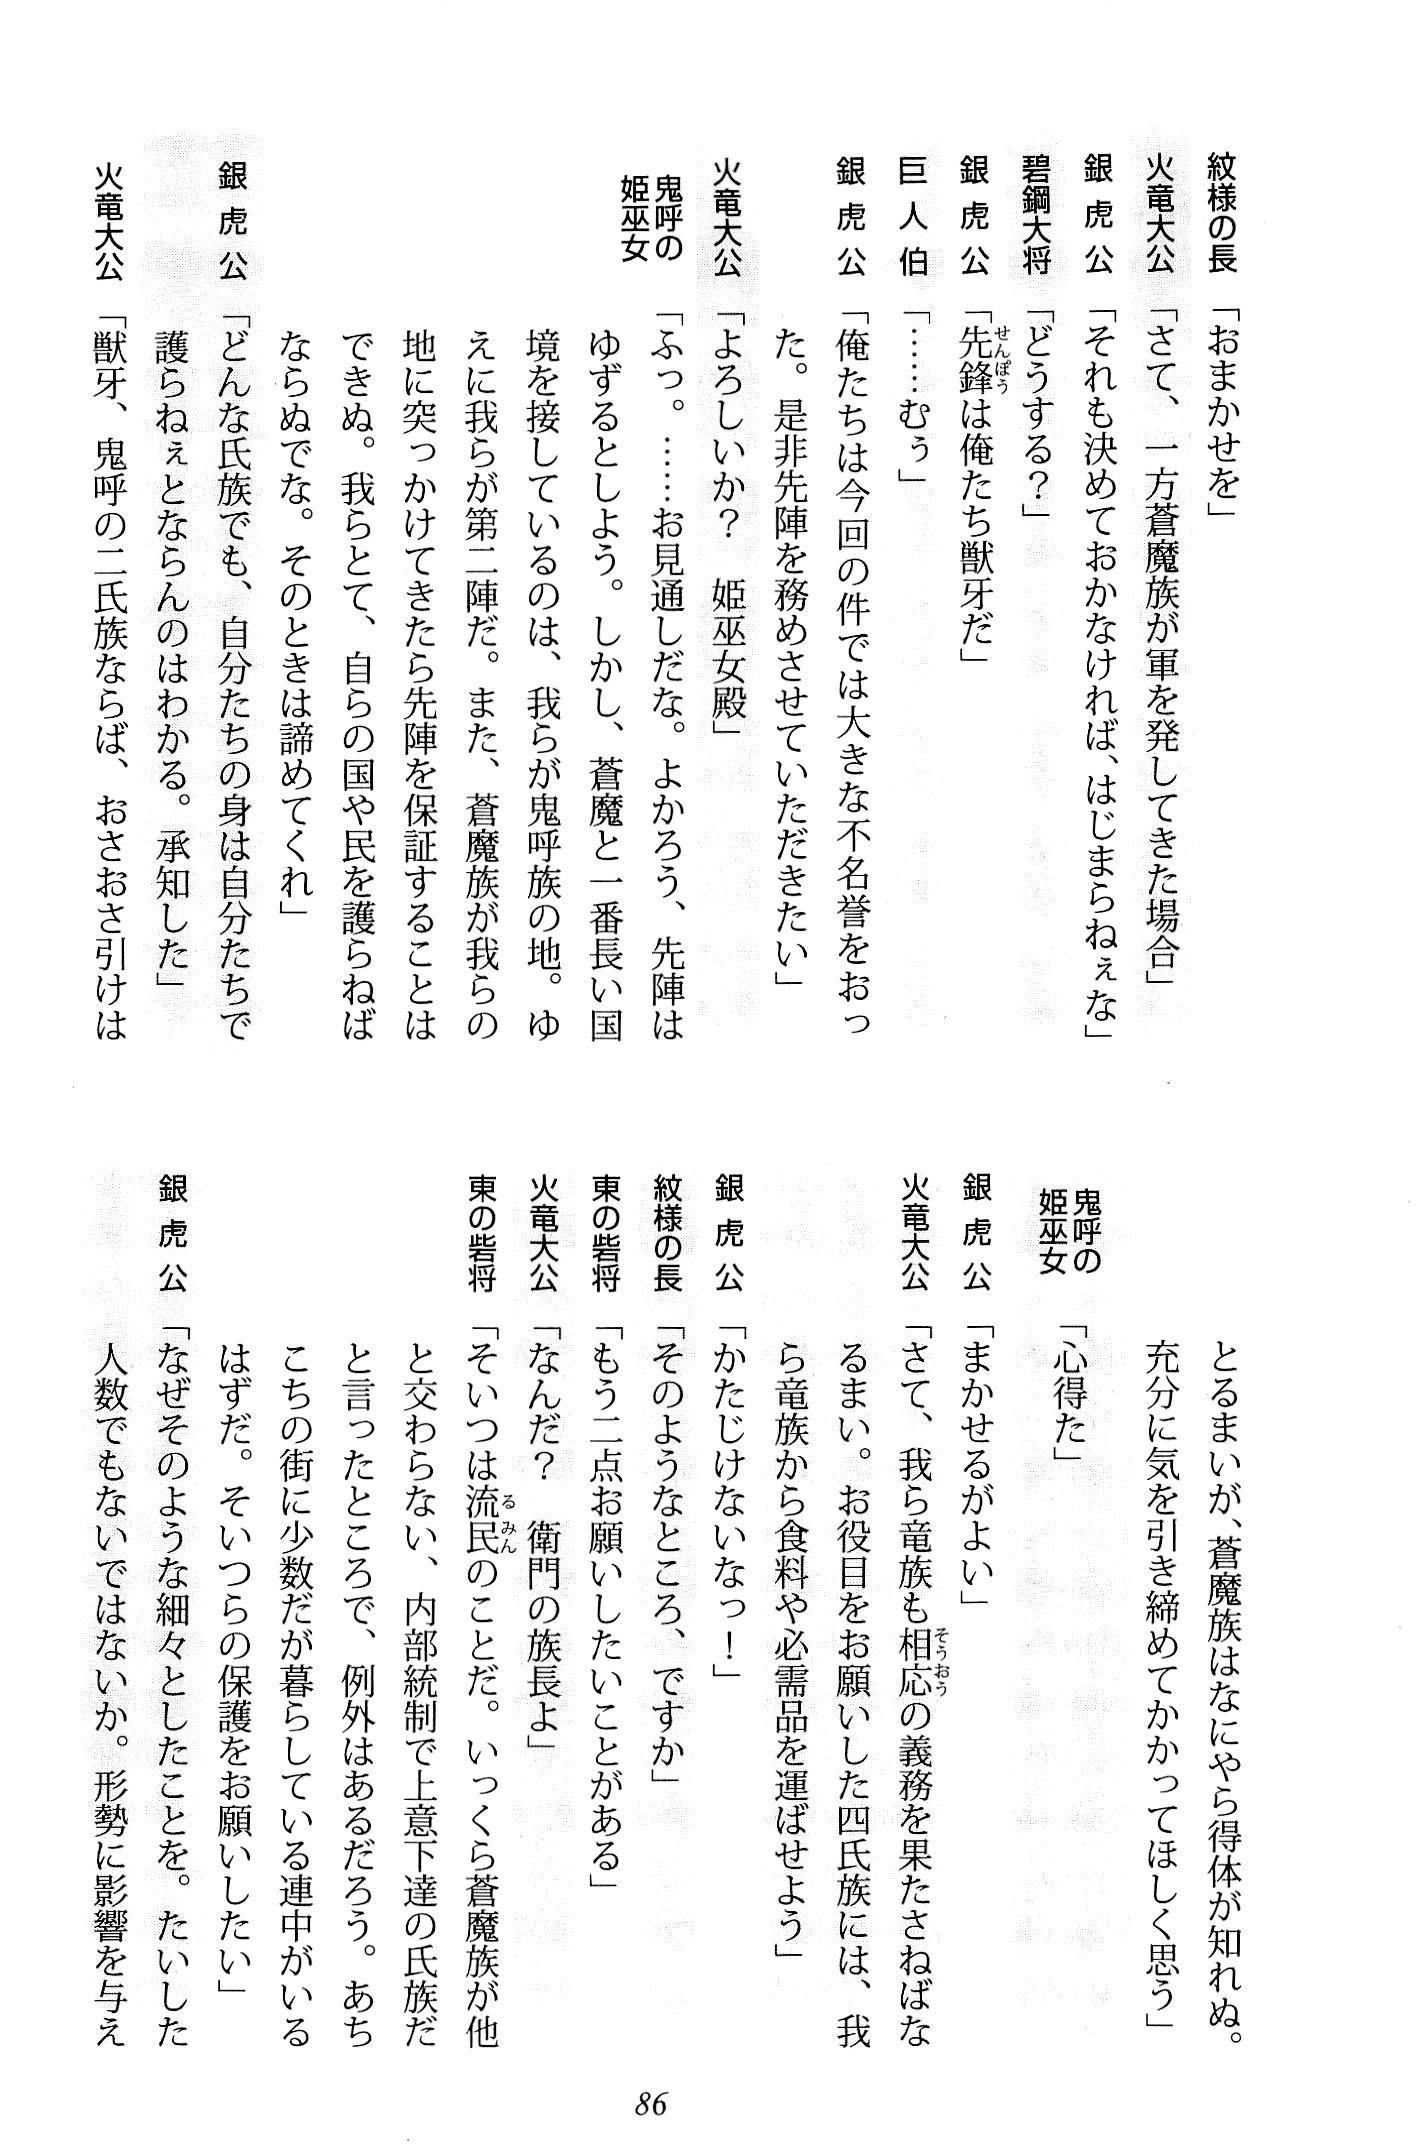 紋様の長「おまかせを」
火竜大公「さて、一方蒼魔族が軍を発してきた場合」
銀虎公「それも決めておかなければ、はじまらねぇな」
碧鋼大将「どうする？」
銀虎公「先鋒は俺たち獣牙だ」
せんぽう
巨人伯「……むぅ」
銀虎公「俺たちは今回の件では大きな不名誉をおっ
た。是非先陣を務めさせていただきたい」
火竜大公「よろしいか？　姫巫女殿」
鬼呼の
姫巫女「ふっ。……お見通しだな。よかろう、先陣は
ゆずるとしよう。しかし、蒼魔と一番長い国
境を接しているのは、我らが鬼呼族の地。ゆ
えに我らが第二陣だ。また、蒼魔族が我らの
地に突っかけてきたら先陣を保証することは
できぬ。我らとて、自らの国や民を護らねば
ならぬでな。そのときは諦めてくれ」
銀虎公「どんな氏族でも、自分たちの身は自分たちで
護らねぇとならんのはわかる。承知した」
火竜大公「獣牙、鬼呼の二氏族ならば、おさおさ引けは
とるまいが、蒼魔族はなにやら得体が知れぬ。
充分に気を引き締めてかかってほしく思う」
鬼呼の
姫巫女「心得た」
銀虎公「まかせるがよい」
火竜大公「さて、我ら竜族も相応の義務を果たさねばな
そうおう
るまい。お役目をお願いした四氏族には、我
ら竜族から食料や必需品を運ばせよう」
銀虎公「かたじけないなっ！」
紋様の長「そのようなところ、ですか」
東の砦将「もう二点お願いしたいことがある」
火竜大公「なんだ？　衛門の族長よ」
東の砦将「そいつは流民のことだ。いっくら蒼魔族が他
るみん
と交わらない、内部統制で上意下達の氏族だ
と言ったところで、例外はあるだろう。あち
こちの街に少数だが暮らしている連中がいる
はずだ。そいつらの保護をお願いしたい」
銀虎公「なぜそのような細々としたことを。たいした
人数でもないではないか。形勢に影響を与え
86